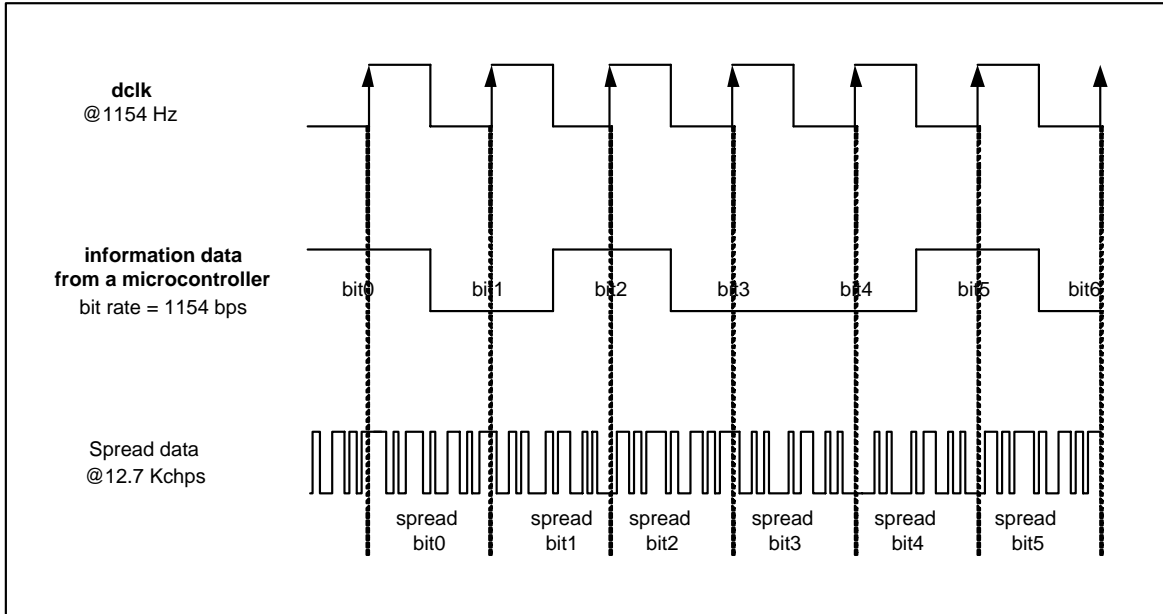 dclk
@1154 Hz
information data
from a microcontroller
bit rate = 1154 bps
bit0 bit1 bit2 bit3 bit4 bit5 bit6
Spread data
@12.7 Kchps
spread spread spread spread spread spread
bit0 bit1 bit2 bit3 bit4 bit5